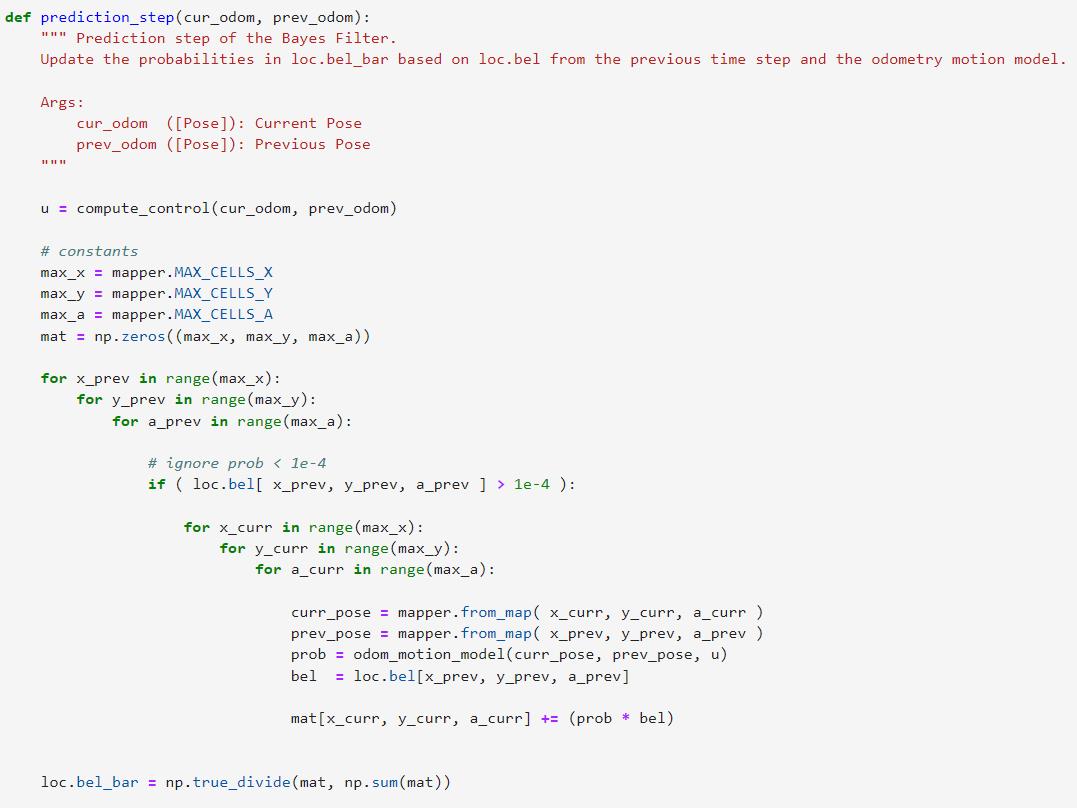 def prediction_step(cur_odom, prev_odom):
    """ Prediction step of the Bayes Filter.
    Update the probabilities in loc.bel_bar based on loc.bel from the previous time step and the odometry motion model.

    Args:
        cur_odom  ([Pose]): Current Pose
        prev_odom ([Pose]): Previous Pose
    """

    u = compute_control(cur_odom, prev_odom)

    # constants
    max_x = mapper.MAX_CELLS_X
    max_y = mapper.MAX_CELLS_Y
    max_a = mapper.MAX_CELLS_A
    mat = np.zeros((max_x, max_y, max_a))

    for x_prev in range(max_x):
        for y_prev in range(max_y):
            for a_prev in range(max_a):

                # ignore prob < 1e-4
                if ( loc.bel[ x_prev, y_prev, a_prev ] > 1e-4 ):

                    for x_curr in range(max_x):
                        for y_curr in range(max_y):
                            for a_curr in range(max_a):

                                curr_pose = mapper.from_map( x_curr, y_curr, a_curr )
                                prev_pose = mapper.from_map( x_prev, y_prev, a_prev )
                                prob = odom_motion_model(curr_pose, prev_pose, u)
                                bel  = loc.bel[x_prev, y_prev, a_prev]

                                mat[x_curr, y_curr, a_curr] += (prob * bel)


    loc.bel_bar = np.true_divide(mat, np.sum(mat))